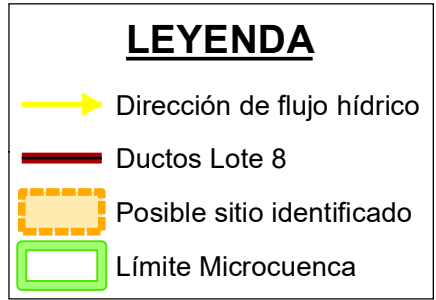 LEYENDA
Dirección de flujo hídrico
Ductos Lote 8
Posible sitio identificado
Límite Microcuenca